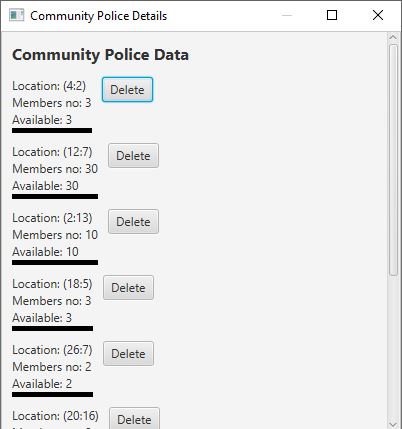 Community Police Details
Community Police Data
Location: (4:2)
Delete
Members no: 3
Available: 3
Location: (12:7)
Delete
Members no: 30
Available: 30
Location: (2:13)
Delete
Members no: 10
Available: 10
Location: (18:5)
Delete
Members no: 3
Available: 3
Location: (26:7)
Delete
Members no: 2
Available: 2
Location: (20:16)
Delete